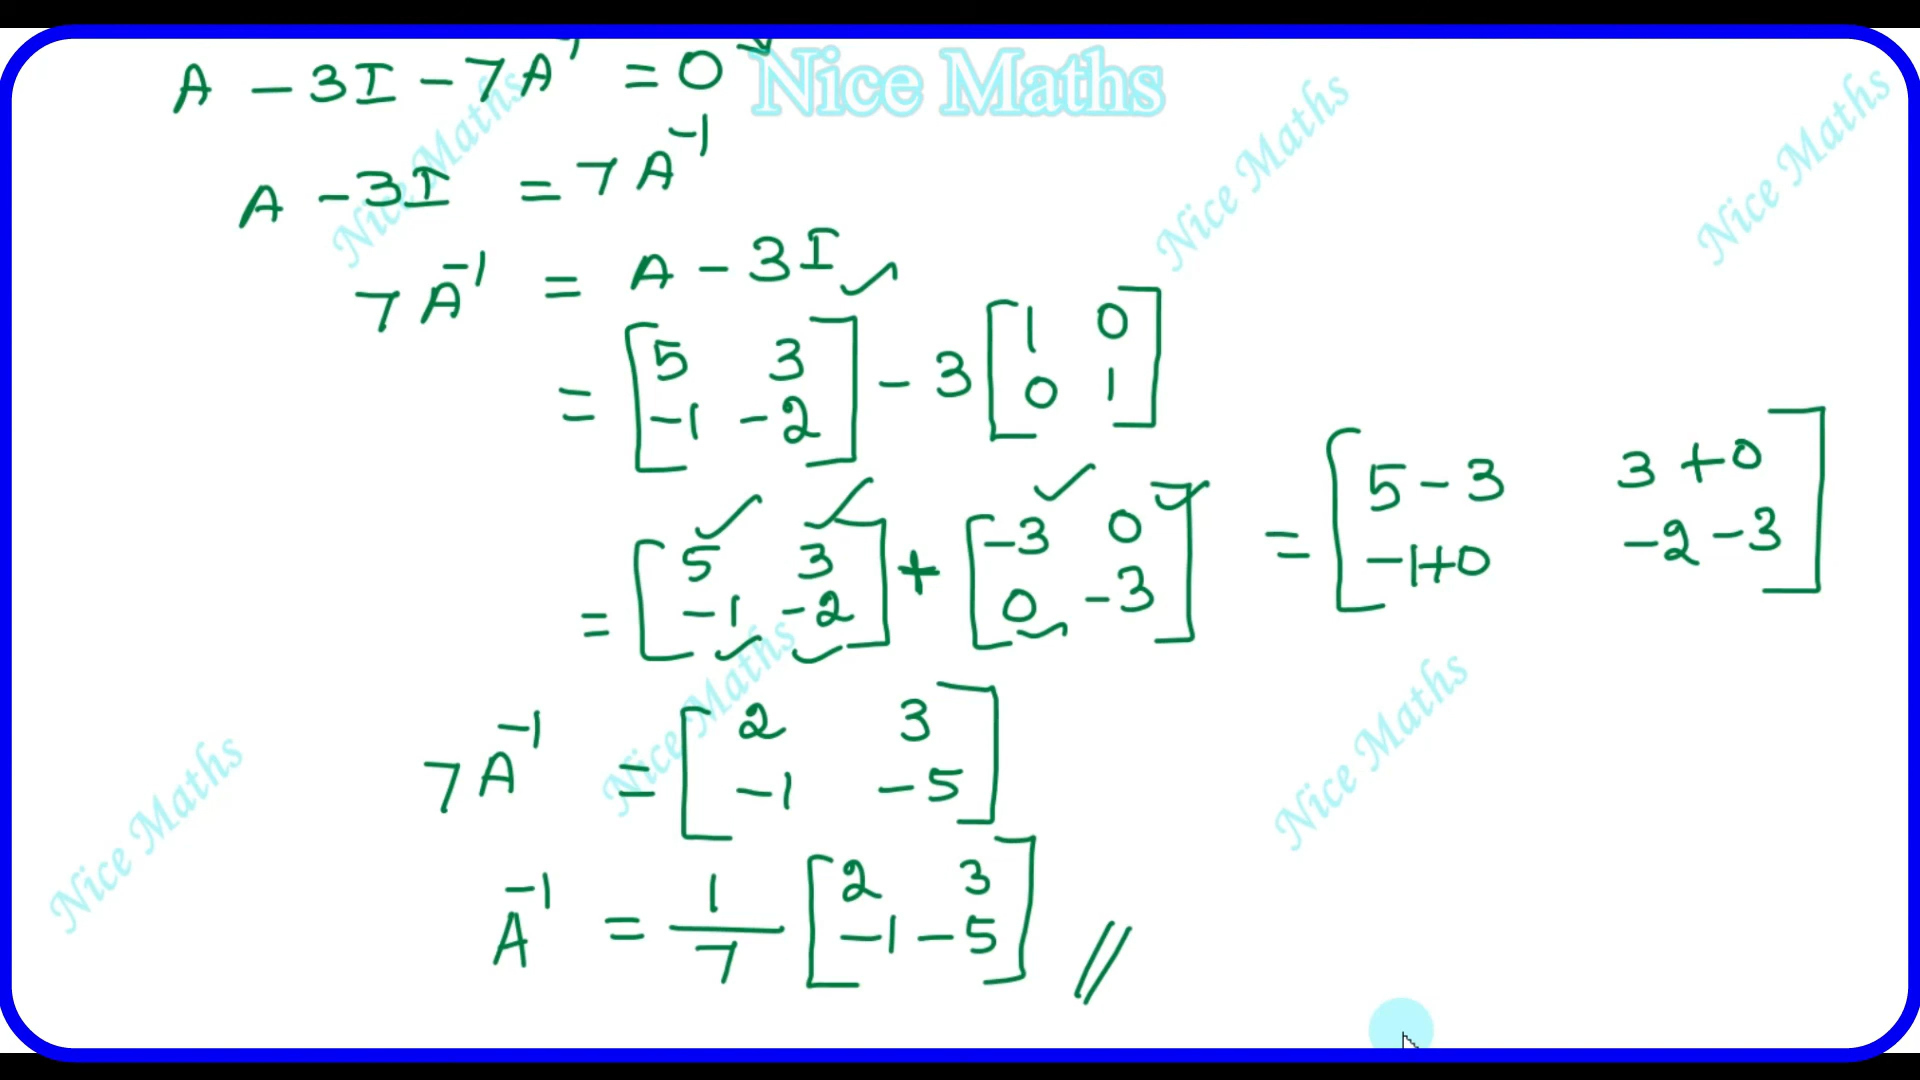 A - 3I - 7A⁻¹ = 0
Nice Maths
A - 3I = 7A⁻¹
7A⁻¹ = A - 3I ✓
= [5 3; -1 -2] - 3 [1 0; 0 1]
= [5 3; -1 -2] + [-3 0; 0 -3] = [5-3 3+0; -1+0 -2-3]
7A⁻¹ = [2 3; -1 -5]
A⁻¹ = 1/7 [2 3; -1 -5] //
Nice Maths
Nice Maths
Nice Maths
Nice Maths
Nice Maths
Nice Maths
Nice Maths